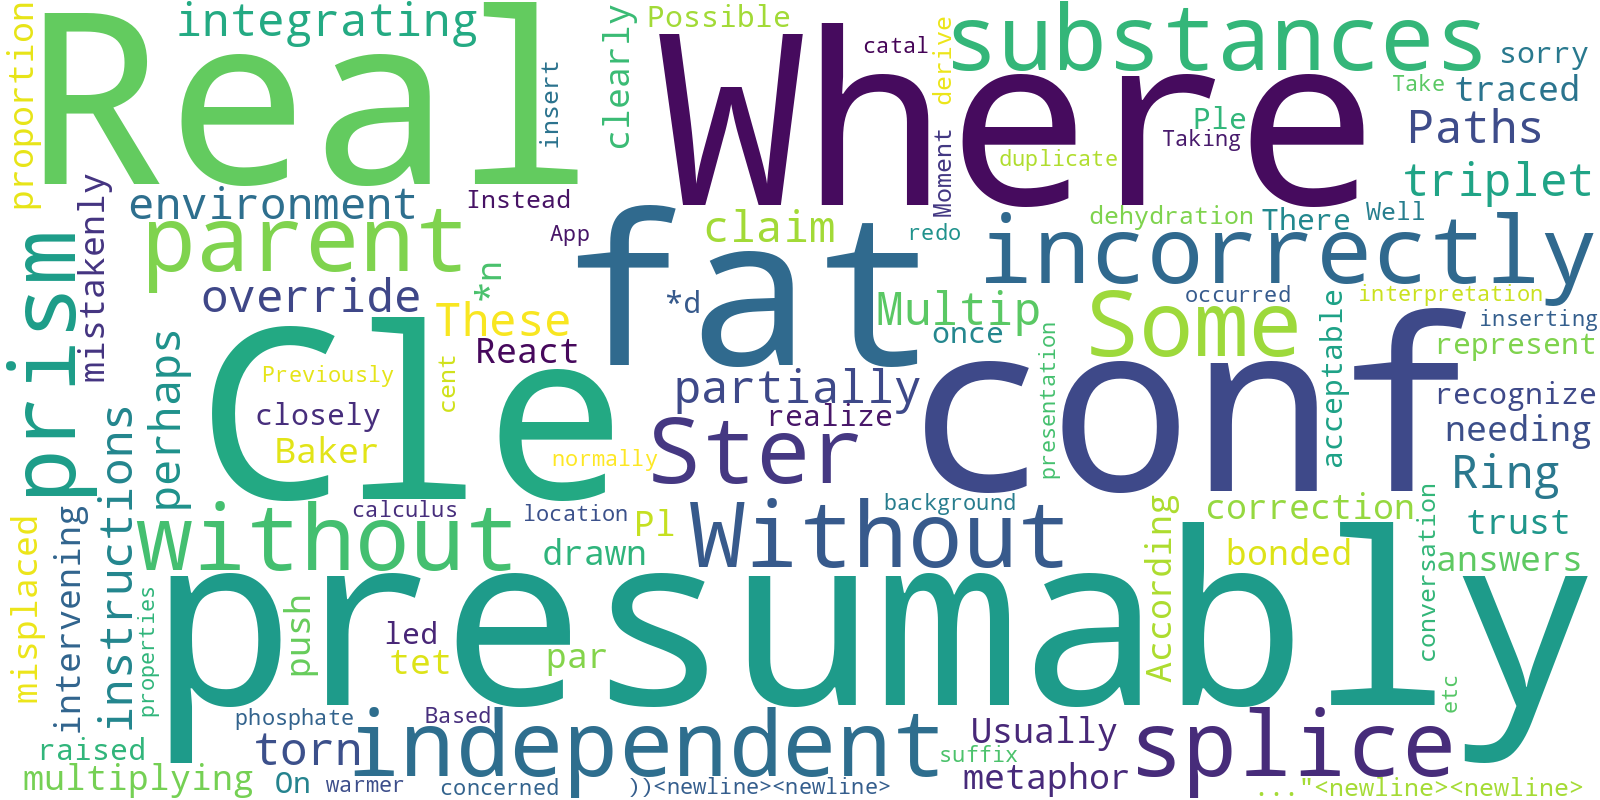 proportion
Real
integrating
insert
clearly
Possible
Where
catal
derive
substances
sorry
Take
traced
Ple
Taking
Paths
duplicate
Moment
triplet
mistakenly
environment
Instead
parent
App
fat
claim
redo
dehydration
There
Well
incorrectly
prism
override
*n
*d
These
React
Multip
once
occurred
Some
interpretation
inserting
acceptable
represent
perhaps
Previously
cent
Cle
closely
Baker
partially
realize
Ster
normally
presentation
conf
recognize
needing
Ring
instructions
without
calculus
location
Pl
drawn
Without
background
According
correction
bonded
conversation
trust
answers
misplaced
intervening
properties
presumably
push
led
tet
par
etc
phosphate
Based
independent
Usually
suffix
splice
raised
torn
metaphor
multiplying
On
warmer
concerned
))<newline><newline>
..."<newline><newline>